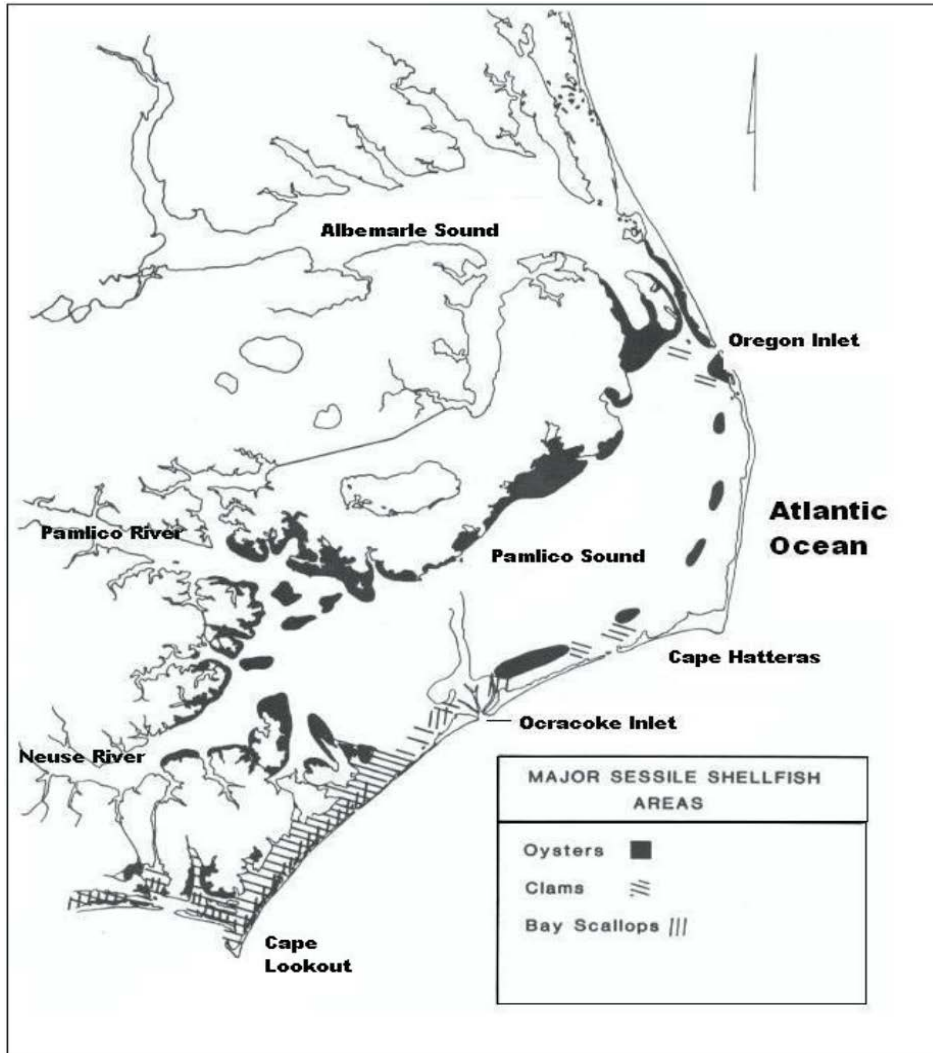 Albemarle Sound
Oregon Inlet
Atlantic
Ocean
Pamlico River
Pamlico Sound
Cape Hatteras
Ocracoke Inlet
Neuse River
MAJOR SESSILE SHELLFISH
AREAS
Oysters
Clams
Bay Scallops
Cape
Lookout